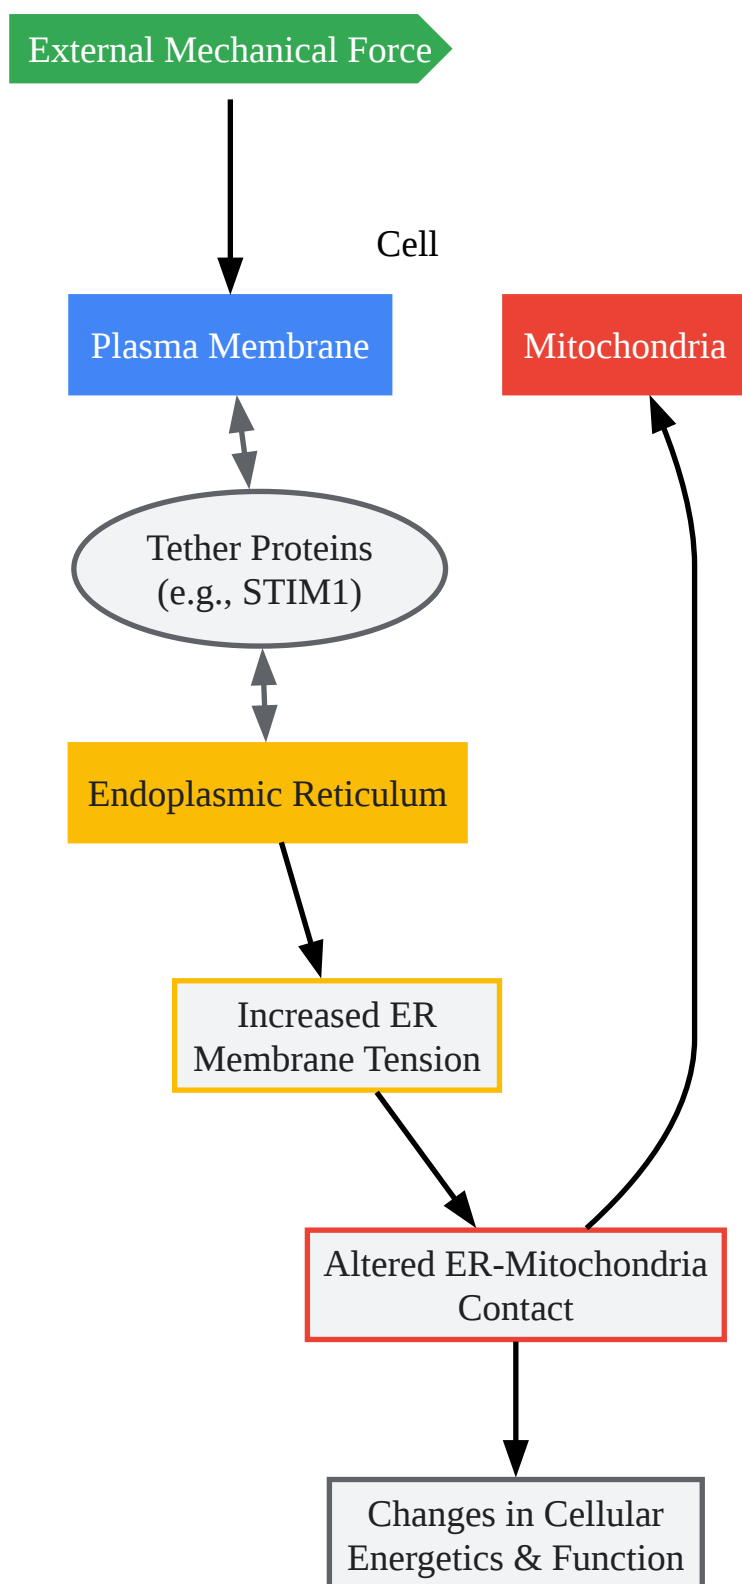 External Mechanical Force
Cell
Plasma Membrane
Mitochondria
Tether Proteins
(e.g., STIM1)
Endoplasmic Reticulum
Increased ER
Membrane Tension
Altered ER-Mitochondria
Contact
Changes in Cellular
Energetics & Function